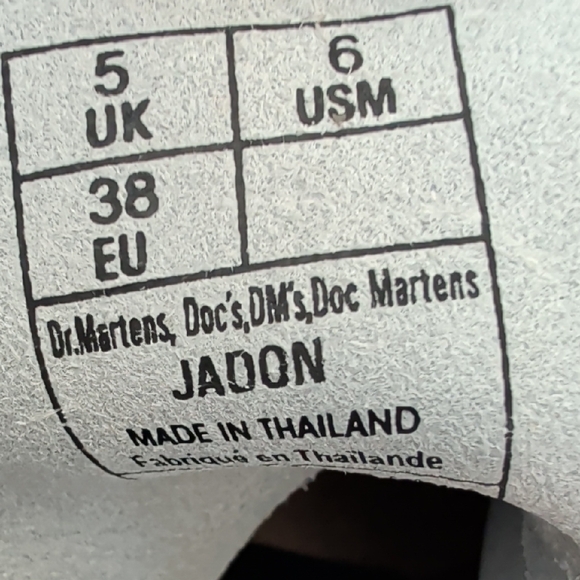 5
UK
6
USM
38
EU
Dr.Martens, Doc's,DM's,Doc Martens
JADON
MADE IN THAILAND
Fabriqué en Thailande